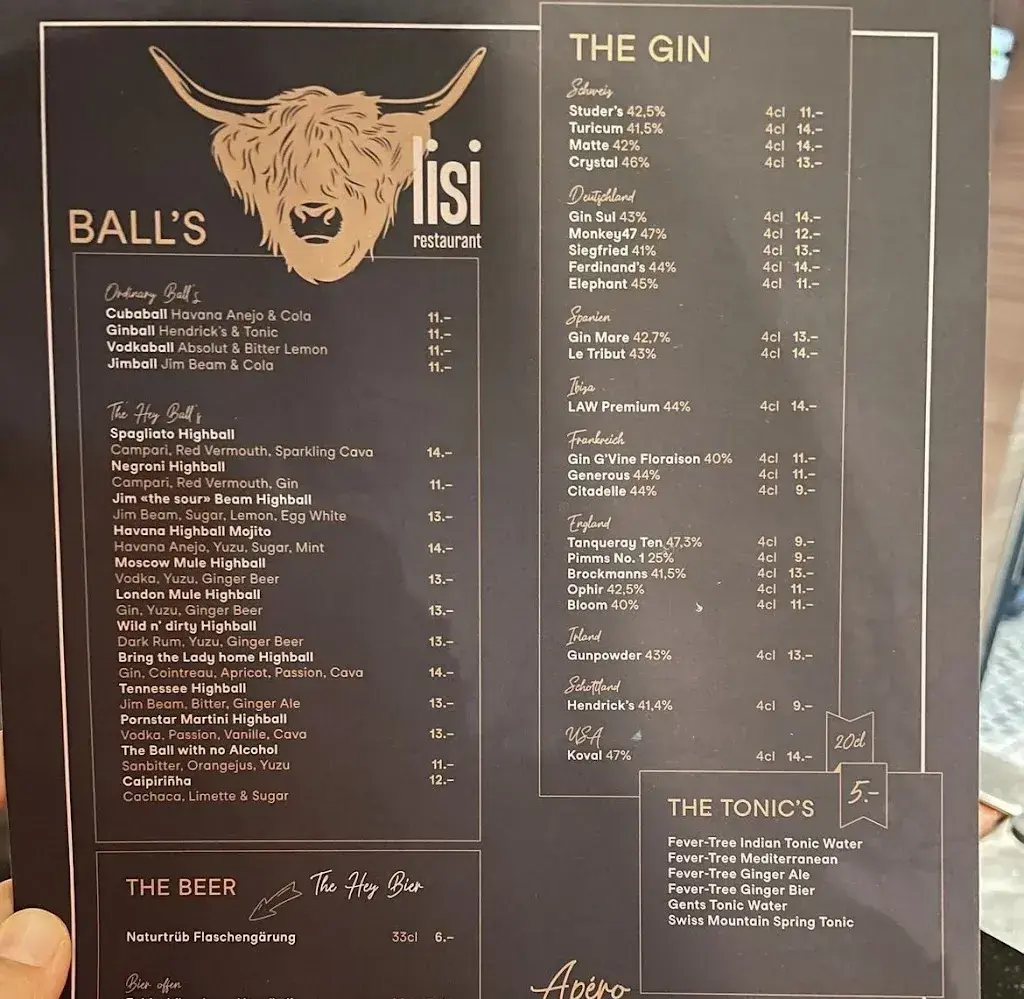 lisi
restaurant
BALL'S
Ordinary Ball's
Cubaball Havana Anejo & Cola 11.–
Ginball Hendrick's & Tonic 11.–
Vodkaball Absolut & Bitter Lemon 11.–
Jimball Jim Beam & Cola 11.–
The Hey Ball's
Spagliato Highball
Campari, Red Vermouth, Sparkling Cava 14.–
Negroni Highball
Campari, Red Vermouth, Gin 11.–
Jim «the sour» Beam Highball
Jim Beam, Sugar, Lemon, Egg White 13.–
Havana Highball Mojito
Havana Anejo, Yuzu, Sugar, Mint 14.–
Moscow Mule Highball
Vodka, Yuzu, Ginger Beer 13.–
London Mule Highball
Gin, Yuzu, Ginger Beer 13.–
Wild n' dirty Highball
Dark Rum, Yuzu, Ginger Beer 13.–
Bring the Lady home Highball
Gin, Cointreau, Apricot, Passion, Cava 14.–
Tennessee Highball
Jim Beam, Bitter, Ginger Ale 13.–
Pornstar Martini Highball
Vodka, Passion, Vanille, Cava 13.–
The Ball with no Alcohol
Sanbitter, Orangejus, Yuzu 11.–
Caipiriñha 12.–
Cachaca, Limette & Sugar
THE BEER
The Hey Bier
Naturtrüb Flaschengärung 33cl 6.–
Bier offen
THE GIN
Schweiz
Studer's 42,5% 4cl 11.–
Turicum 41,5% 4cl 14.–
Matte 42% 4cl 14.–
Crystal 46% 4cl 13.–
Deutschland
Gin Sul 43% 4cl 14.–
Monkey47 47% 4cl 12.–
Siegfried 41% 4cl 13.–
Ferdinand's 44% 4cl 14.–
Elephant 45% 4cl 11.–
Spanien
Gin Mare 42,7% 4cl 13.–
Le Tribut 43% 4cl 14.–
Ibiza
LAW Premium 44% 4cl 14.–
Frankreich
Gin G'Vine Floraison 40% 4cl 11.–
Generous 44% 4cl 11.–
Citadelle 44% 4cl 9.–
England
Tanqueray Ten 47,3% 4cl 9.–
Pimms No. 1 25% 4cl 9.–
Brockmanns 41,5% 4cl 13.–
Ophir 42,5% 4cl 11.–
Bloom 40% 4cl 11.–
Irland
Gunpowder 43% 4cl 13.–
Schottland
Hendrick's 41,4% 4cl 9.–
USA
Koval 47% 4cl 14.–
20cl
5.–
THE TONIC'S
Fever-Tree Indian Tonic Water
Fever-Tree Mediterranean
Fever-Tree Ginger Ale
Fever-Tree Ginger Bier
Gents Tonic Water
Swiss Mountain Spring Tonic
Apéro